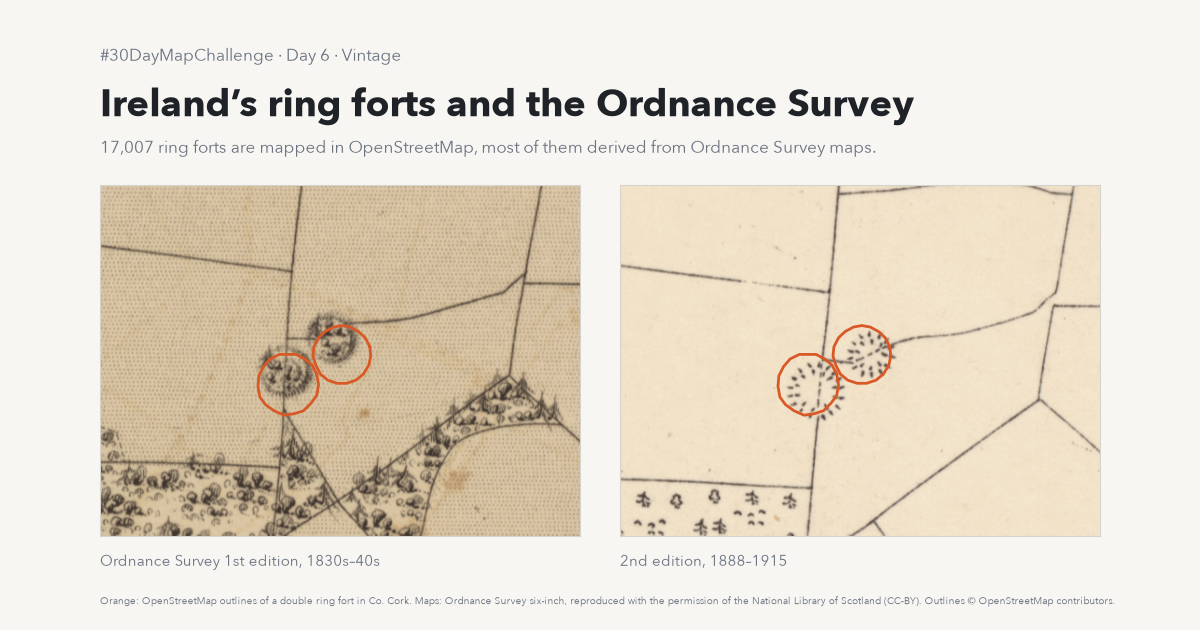 #30DayMapChallenge · Day 6 · Vintage
Ireland’s ring forts and the Ordnance Survey
17,007 ring forts are mapped in OpenStreetMap, most of them derived from Ordnance Survey maps.
Ordnance Survey 1st edition, 1830s–40s
2nd edition, 1888–1915
Orange: OpenStreetMap outlines of a double ring fort in Co. Cork. Maps: Ordnance Survey six-inch, reproduced with the permission of the National Library of Scotland (CC-BY). Outlines © OpenStreetMap contributors.